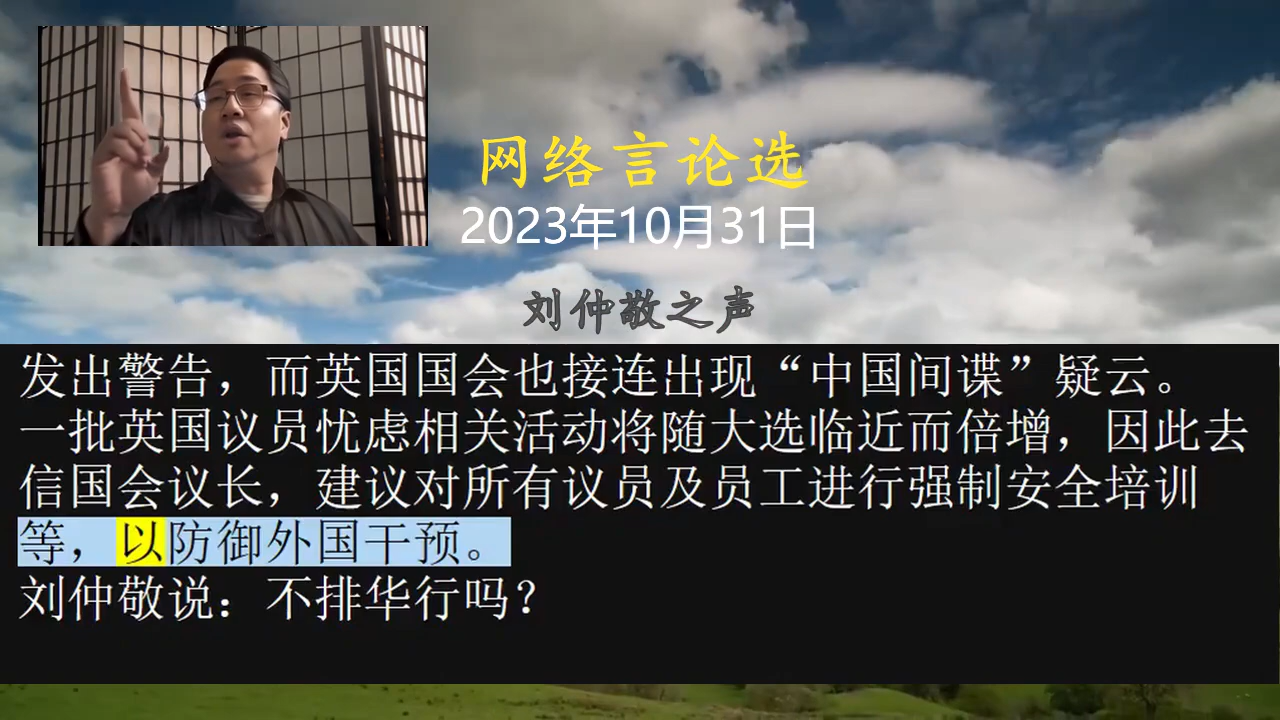 网络言论选
2023年10月31日
刘仲敬之声
发出警告，而英国国会也接连出现“中国间谍”疑云。
一批英国议员忧虑相关活动将随大选临近而倍增，因此去
信国会议长，建议对所有议员及员工进行强制安全培训
等，以防御外国干预。
刘仲敬说：不排华行吗？